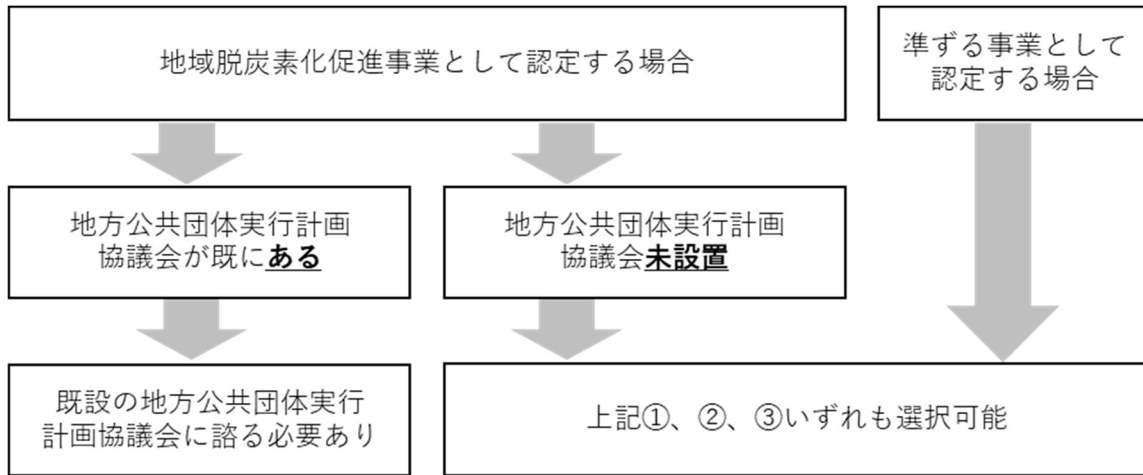 地域脱炭素化促進事業として認定する場合
準ずる事業として
認定する場合
地方公共団体実行計画
協議会が既にある
地方公共団体実行計画
協議会未設置
既設の地方公共団体実行
計画協議会に諮る必要あり
上記①、②、③いずれも選択可能